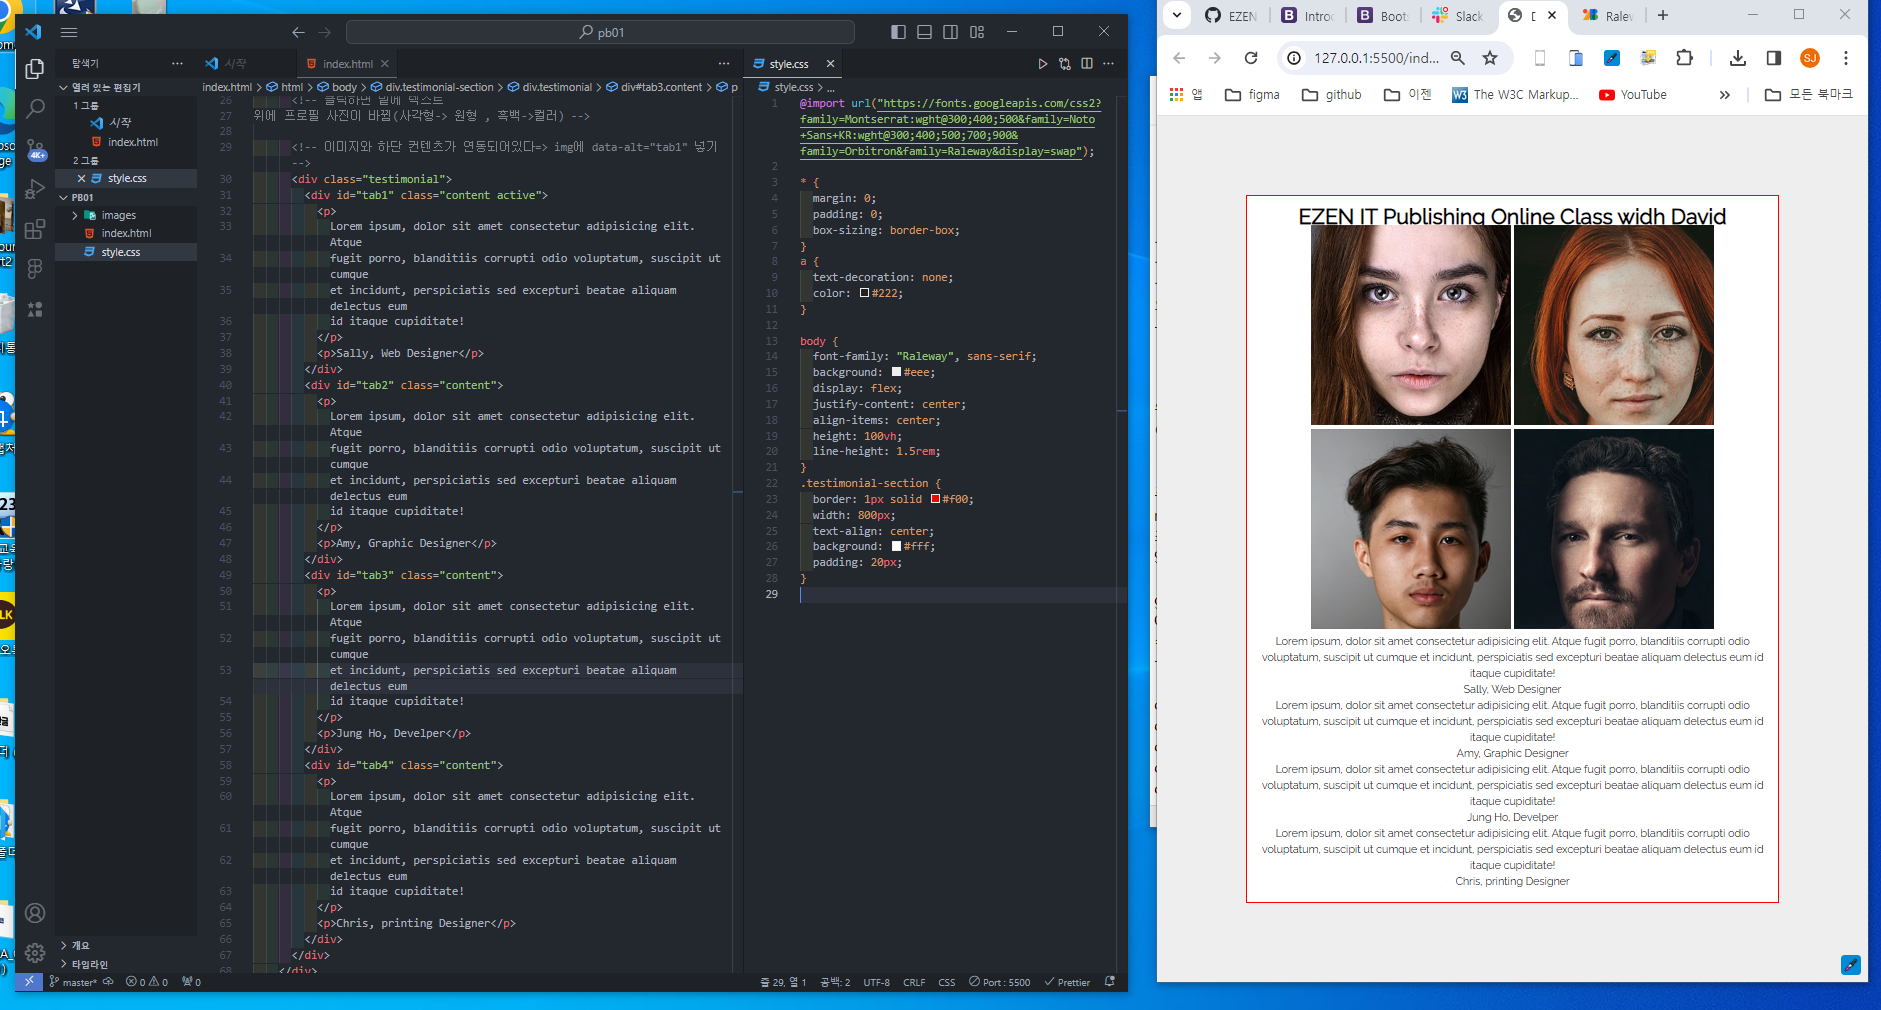 pb01
탐색기
열려 있는 편집기
1 그룹
시작
index.html
2 그룹
style.css
PB01
images
index.html
style.css
개요
타임라인
4K+
시작
index.html
index.html > html > body > div.testimonial-section > div.testimonial > div#tab3.content > p
26 <!-- 클릭하면 밑에 텍스트
27 위에 프로필 사진이 바뀜(사각형-> 원형 , 흑백->컬러) -->
28
29 <!-- 이미지와 하단 컨텐츠가 연동되어있다=> img에 data-alt="tab1" 넣기
-->
30 <div class="testimonial">
31 <div id="tab1" class="content active">
32 <p>
33 Lorem ipsum, dolor sit amet consectetur adipisicing elit.
Atque
34 fugit porro, blanditiis corrupti odio voluptatum, suscipit ut
cumque
35 et incidunt, perspiciatis sed excepturi beatae aliquam
delectus eum
36 id itaque cupiditate!
37 </p>
38 <p>Sally, Web Designer</p>
39 </div>
40 <div id="tab2" class="content">
41 <p>
42 Lorem ipsum, dolor sit amet consectetur adipisicing elit.
Atque
43 fugit porro, blanditiis corrupti odio voluptatum, suscipit ut
cumque
44 et incidunt, perspiciatis sed excepturi beatae aliquam
delectus eum
45 id itaque cupiditate!
46 </p>
47 <p>Amy, Graphic Designer</p>
48 </div>
49 <div id="tab3" class="content">
50 <p>
51 Lorem ipsum, dolor sit amet consectetur adipisicing elit.
Atque
52 fugit porro, blanditiis corrupti odio voluptatum, suscipit ut
cumque
53 et incidunt, perspiciatis sed excepturi beatae aliquam
delectus eum
54 id itaque cupiditate!
55 </p>
56 <p>Jung Ho, Develper</p>
57 </div>
58 <div id="tab4" class="content">
59 <p>
60 Lorem ipsum, dolor sit amet consectetur adipisicing elit.
Atque
61 fugit porro, blanditiis corrupti odio voluptatum, suscipit ut
cumque
62 et incidunt, perspiciatis sed excepturi beatae aliquam
delectus eum
63 id itaque cupiditate!
64 </p>
65 <p>Chris, printing Designer</p>
66 </div>
67 </div>
68 </div>
style.css
style.css > ...
1 @import url("https://fonts.googleapis.com/css2?
family=Montserrat:wght@300;400;500&family=Noto
+Sans+KR:wght@300;400;500;700;900&
family=Orbitron&family=Raleway&display=swap");
2
3 * {
4 margin: 0;
5 padding: 0;
6 box-sizing: border-box;
7 }
8 a {
9 text-decoration: none;
10 color: #222;
11 }
12
13 body {
14 font-family: "Raleway", sans-serif;
15 background: #eee;
16 display: flex;
17 justify-content: center;
18 align-items: center;
19 height: 100vh;
20 line-height: 1.5rem;
21 }
22 .testimonial-section {
23 border: 1px solid #f00;
24 width: 800px;
25 text-align: center;
26 background: #fff;
27 padding: 20px;
28 }
29
master* 0 0 0 줄 29, 열 1 공백: 2 UTF-8 CRLF CSS Port : 5500 Prettier
EZEN Introd Boots Slack D Ralew
127.0.0.1:5500/ind... SJ
앱 figma github 이젠 W3 The W3C Markup... YouTube » 모든 북마크
EZEN IT Publishing Online Class widh David
Lorem ipsum, dolor sit amet consectetur adipisicing elit. Atque fugit porro, blanditiis corrupti odio
voluptatum, suscipit ut cumque et incidunt, perspiciatis sed excepturi beatae aliquam delectus eum id
itaque cupiditate!
Sally, Web Designer
Lorem ipsum, dolor sit amet consectetur adipisicing elit. Atque fugit porro, blanditiis corrupti odio
voluptatum, suscipit ut cumque et incidunt, perspiciatis sed excepturi beatae aliquam delectus eum id
itaque cupiditate!
Amy, Graphic Designer
Lorem ipsum, dolor sit amet consectetur adipisicing elit. Atque fugit porro, blanditiis corrupti odio
voluptatum, suscipit ut cumque et incidunt, perspiciatis sed excepturi beatae aliquam delectus eum id
itaque cupiditate!
Jung Ho, Develper
Lorem ipsum, dolor sit amet consectetur adipisicing elit. Atque fugit porro, blanditiis corrupti odio
voluptatum, suscipit ut cumque et incidunt, perspiciatis sed excepturi beatae aliquam delectus eum id
itaque cupiditate!
Chris, printing Designer